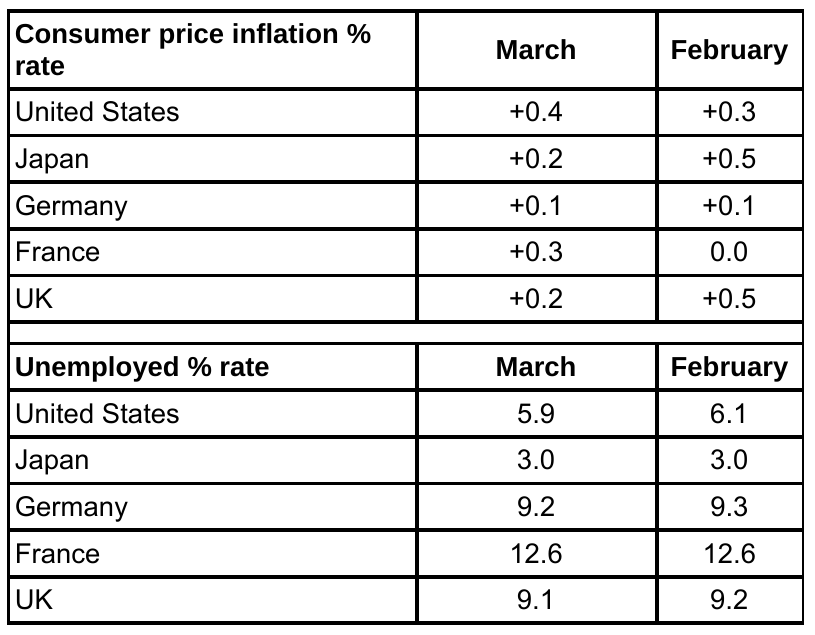 Consumer price inflation % March February
rate
United States +0.4 +0.3
Japan +0.2 +0.5
Germany +0.1 +0.1
France +0.3 0.0
UK +0.2 +0.5
Unemployed % rate March February
United States 5.9 6.1
Japan 3.0 3.0
Germany 9.2 9.3
France 12.6 12.6
UK 9.1 9.2